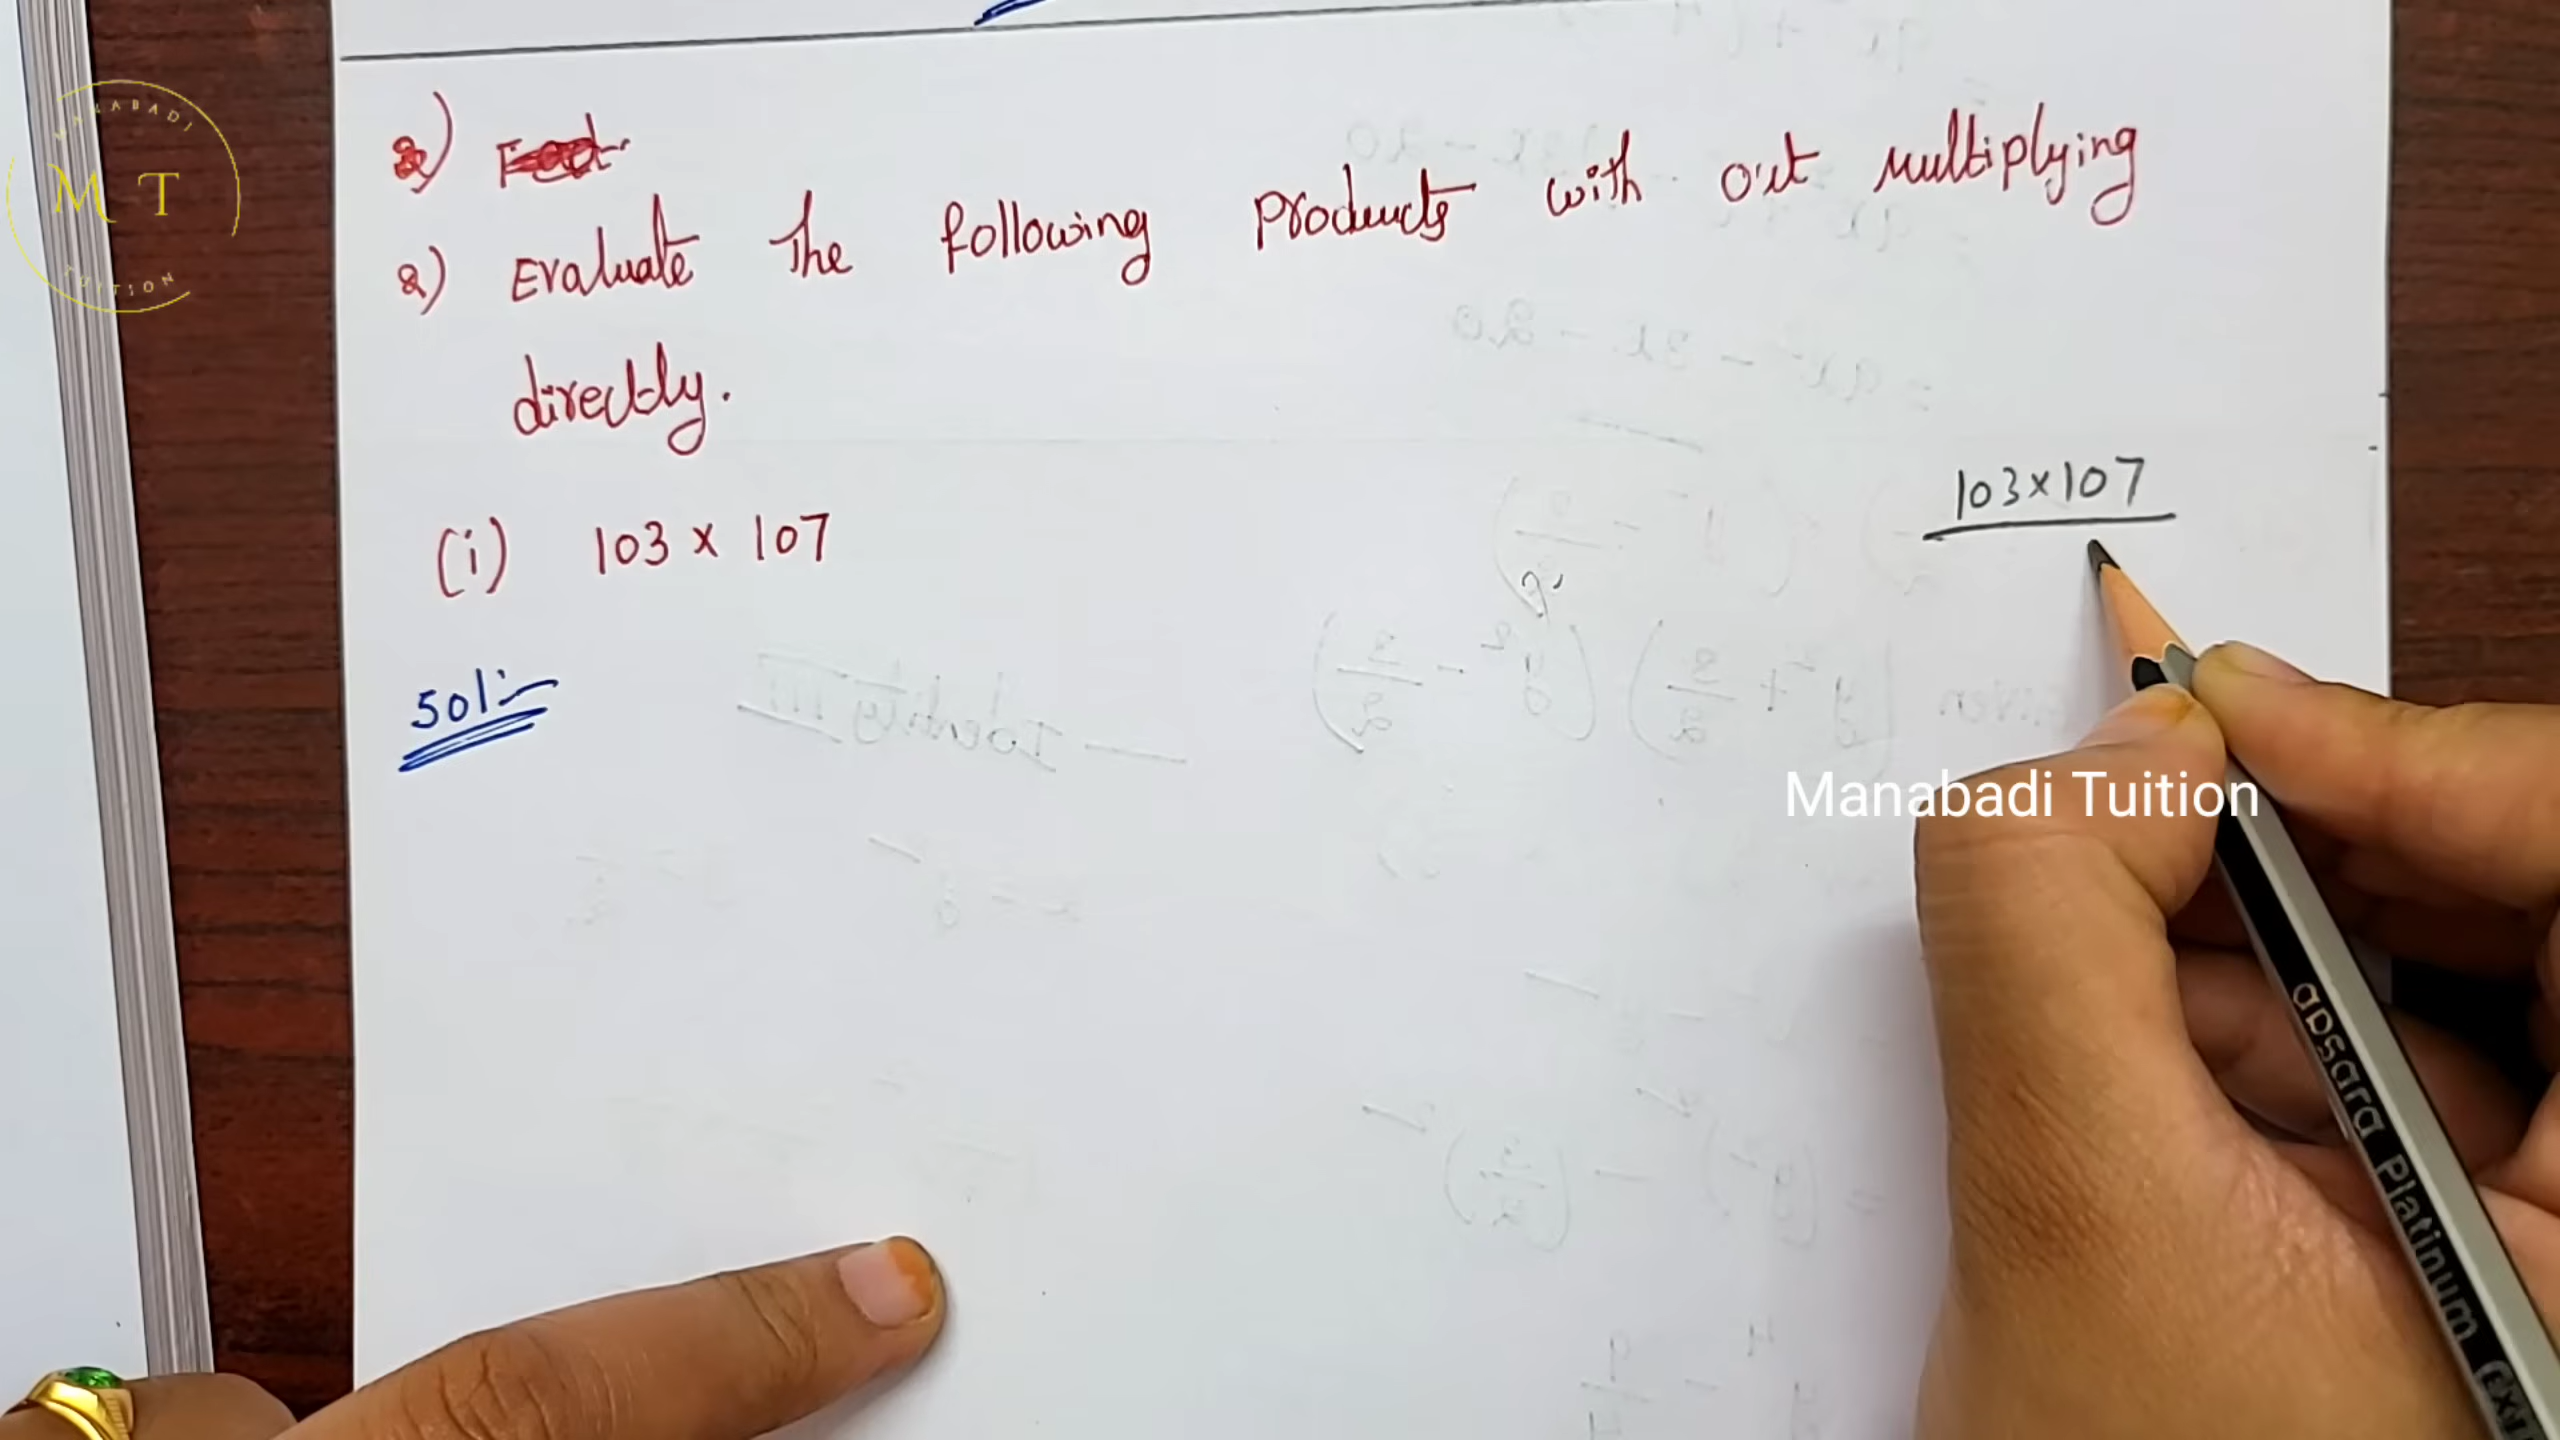 MANABADI
M T
TUITION
2)
2) Evaluate The following products with out multiplying
directly.
103×107
(i) 103 × 107
Sol:-
Manabadi Tuition
apsara Platinum